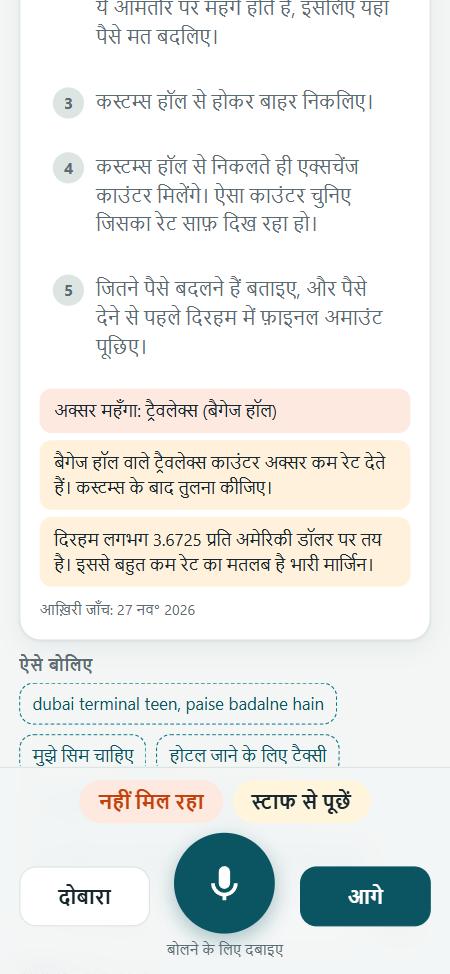 ये आमतौर पर महंगे होते हैं, इसलिए यहाँ
पैसे मत बदलिए।
3
कस्टम्स हॉल से होकर बाहर निकलिए।
4
कस्टम्स हॉल से निकलते ही एक्सचेंज
काउंटर मिलेंगे। ऐसा काउंटर चुनिए
जिसका रेट साफ़ दिख रहा हो।
5
जितने पैसे बदलने हैं बताइए, और पैसे
देने से पहले दिरहम में फ़ाइनल अमाउंट
पूछिए।
अक्सर महँगा: ट्रैवलेक्स (बैगेज हॉल)
बैगेज हॉल वाले ट्रैवलेक्स काउंटर अक्सर कम रेट देते
हैं। कस्टम्स के बाद तुलना कीजिए।
दिरहम लगभग 3.6725 प्रति अमेरिकी डॉलर पर तय
है। इससे बहुत कम रेट का मतलब है भारी मार्जिन।
आख़िरी जाँच: 27 नव॰ 2026
ऐसे बोलिए
dubai terminal teen, paise badalne hain
मुझे सिम चाहिए
होटल जाने के लिए टैक्सी
नहीं मिल रहा
स्टाफ से पूछें
दोबारा
आगे
बोलने के लिए दबाइए